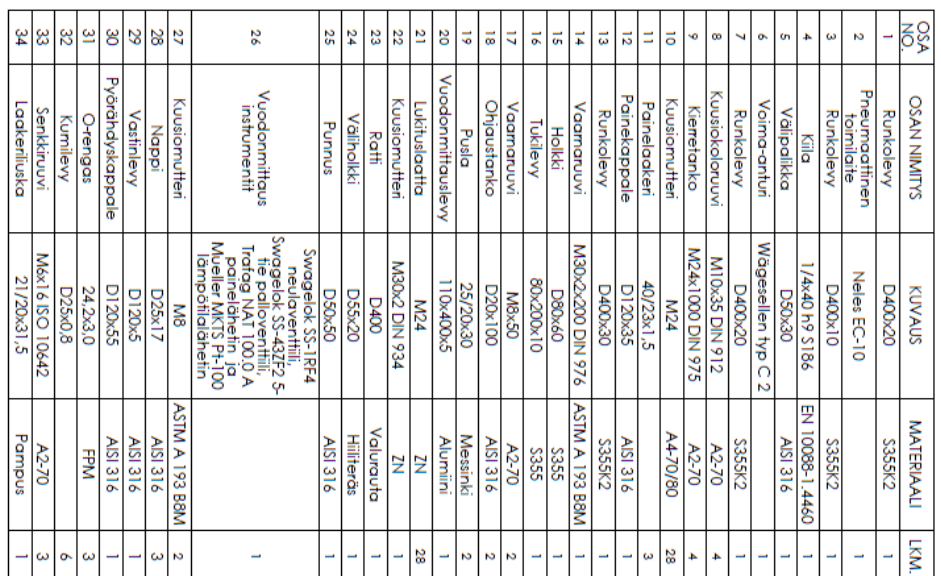 OSA NO. OSAN NIMITYS KUVAUS MATERIAALI LKM.
1 Runkolevy D400x20 S355K2 1
2 Pneumaattinen toimilaite Neles EC-10 1
3 Runkolevy D400x10 S355K2 1
4 Kiila 1/4x40 h9 S186 EN 10088-1.4460 1
5 Välipalikka D50x30 AISI 316 1
6 Voima-anturi Wägesellen typ C 2 1
7 Runkolevy D400x20 S355K2 1
8 Kuusiokoloruuvi M10x35 DIN 912 A2-70 4
9 Kierretanko M24x1000 DIN 975 A2-70 4
10 Kuusiomutteri M24 A4-70/80 28
11 Painelaakeri 40/23x1,5 3
12 Painekappale D120x35 AISI 316 1
13 Runkolevy D400x30 S355K2 1
14 Vaarnaruuvi M30x2x200 DIN 976 ASTM A 193 B8M 1
15 Holkki D80x60 S355 1
16 Tukilevy 80x200x10 S355 1
17 Vaarnaruuvi M8x50 A2-70 2
18 Ohjaustanko D20x100 AISI 316 2
19 Pusla 25/20x30 Messinki 2
20 Vuodonmittauslevy 110x400x5 Alumiini 1
21 Lukituslaatta M24 ZN 28
22 Kuusiomutteri M30x2 DIN 934 ZN 1
23 Ratti D400 Valurauta 1
24 Väliholkki D55x20 Hiiliteräs 1
25 Punnus D50x50 AISI 316 1
26 Vuodonmittaus instrumentit
Swagelok SS-1RF4
neulaventtiili,
Swagelok SS-43ZF2 5-
tie palloventtiili,
Trafag NAT 100.0 A
painelähetin ja
Mueller MKTS Pt-100
lämpötilalähetin
1
27 Kuusiomutteri M8 ASTM A 193 B8M 2
28 Nappi D25x17 AISI 316 3
29 Vastinlevy D120x5 AISI 316 1
30 Pyörähdyskappale D120x55 AISI 316 1
31 O-rengas 24,2x3,0 FPM 3
32 Kumilevy D25x0,8 6
33 Senkkiruuvi M6x16 ISO 10642 A2-70 3
34 Laakeriliuska 21/20x31,5 Pampus 1